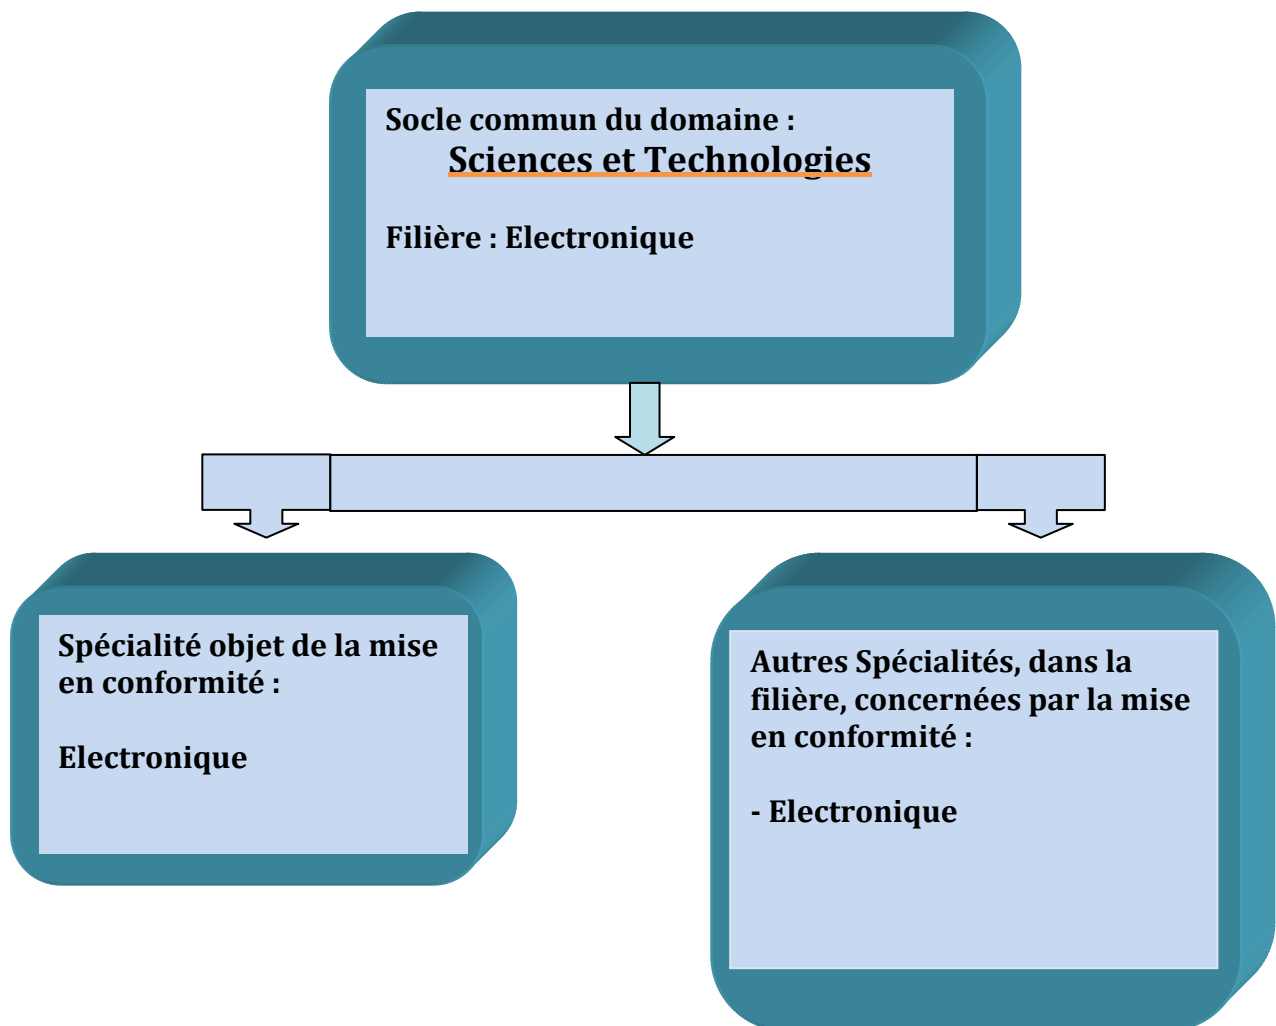 Socle commun du domaine :
Sciences et Technologies
Filière : Electronique
Spécialité objet de la mise
en conformité :
Electronique
Autres Spécialités, dans la
filière, concernées par la mise
en conformité :
- Electronique